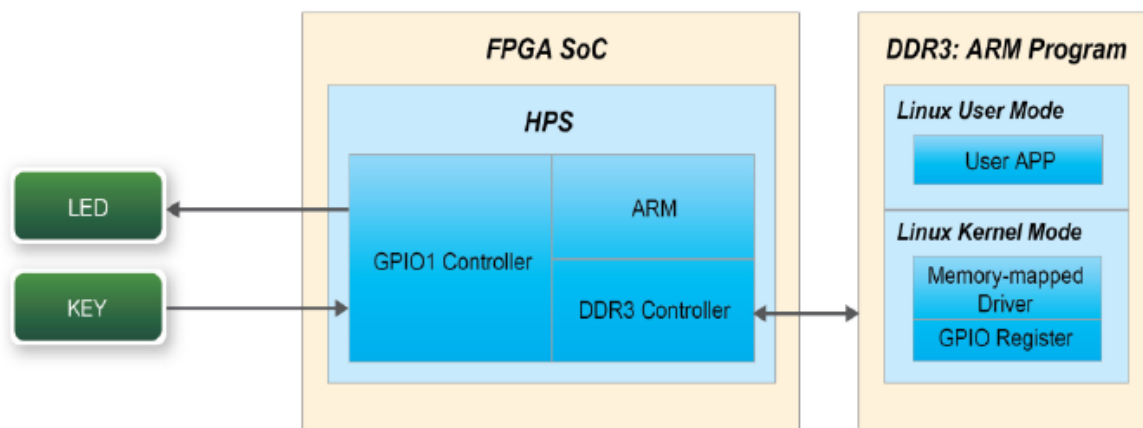 FPGA SoC
HPS
LED
KEY
GPIO1 Controller
ARM
DDR3 Controller
DDR3: ARM Program
Linux User Mode
User APP
Linux Kernel Mode
Memory-mapped
Driver
GPIO Register